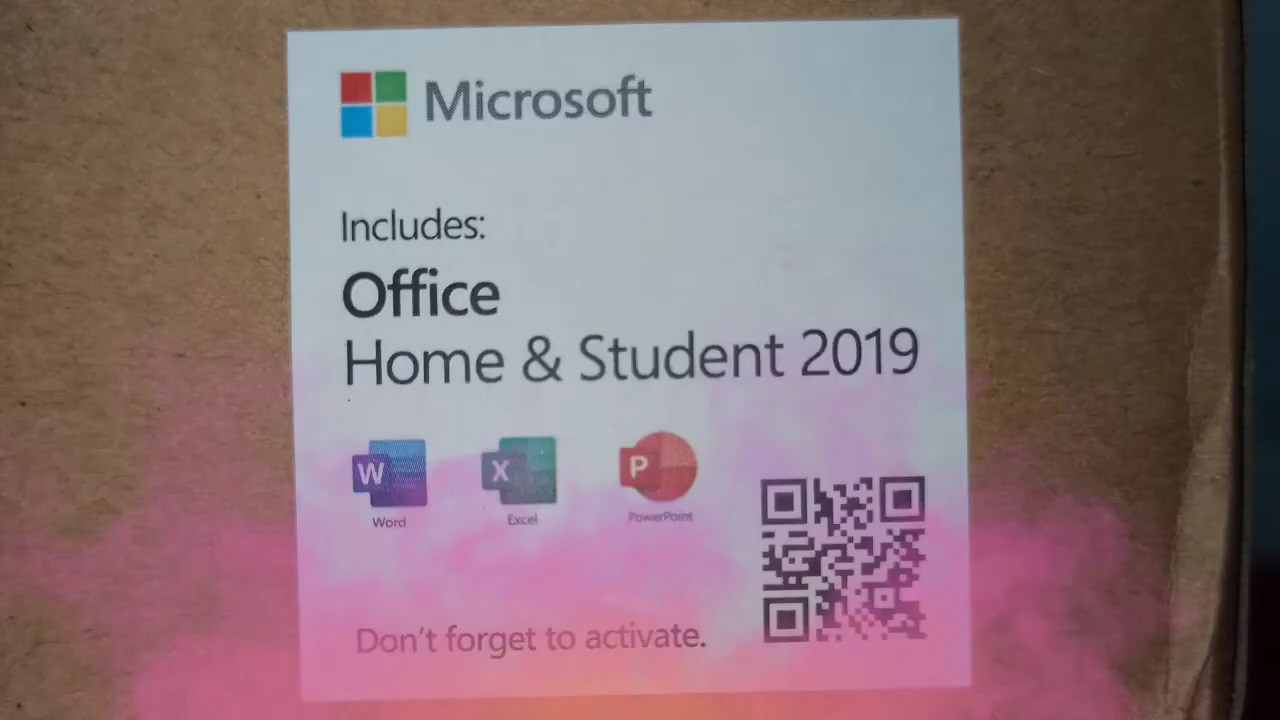 Microsoft
Includes:
Office
Home & Student 2019
W X P
Word Excel PowerPoint
Don't forget to activate.